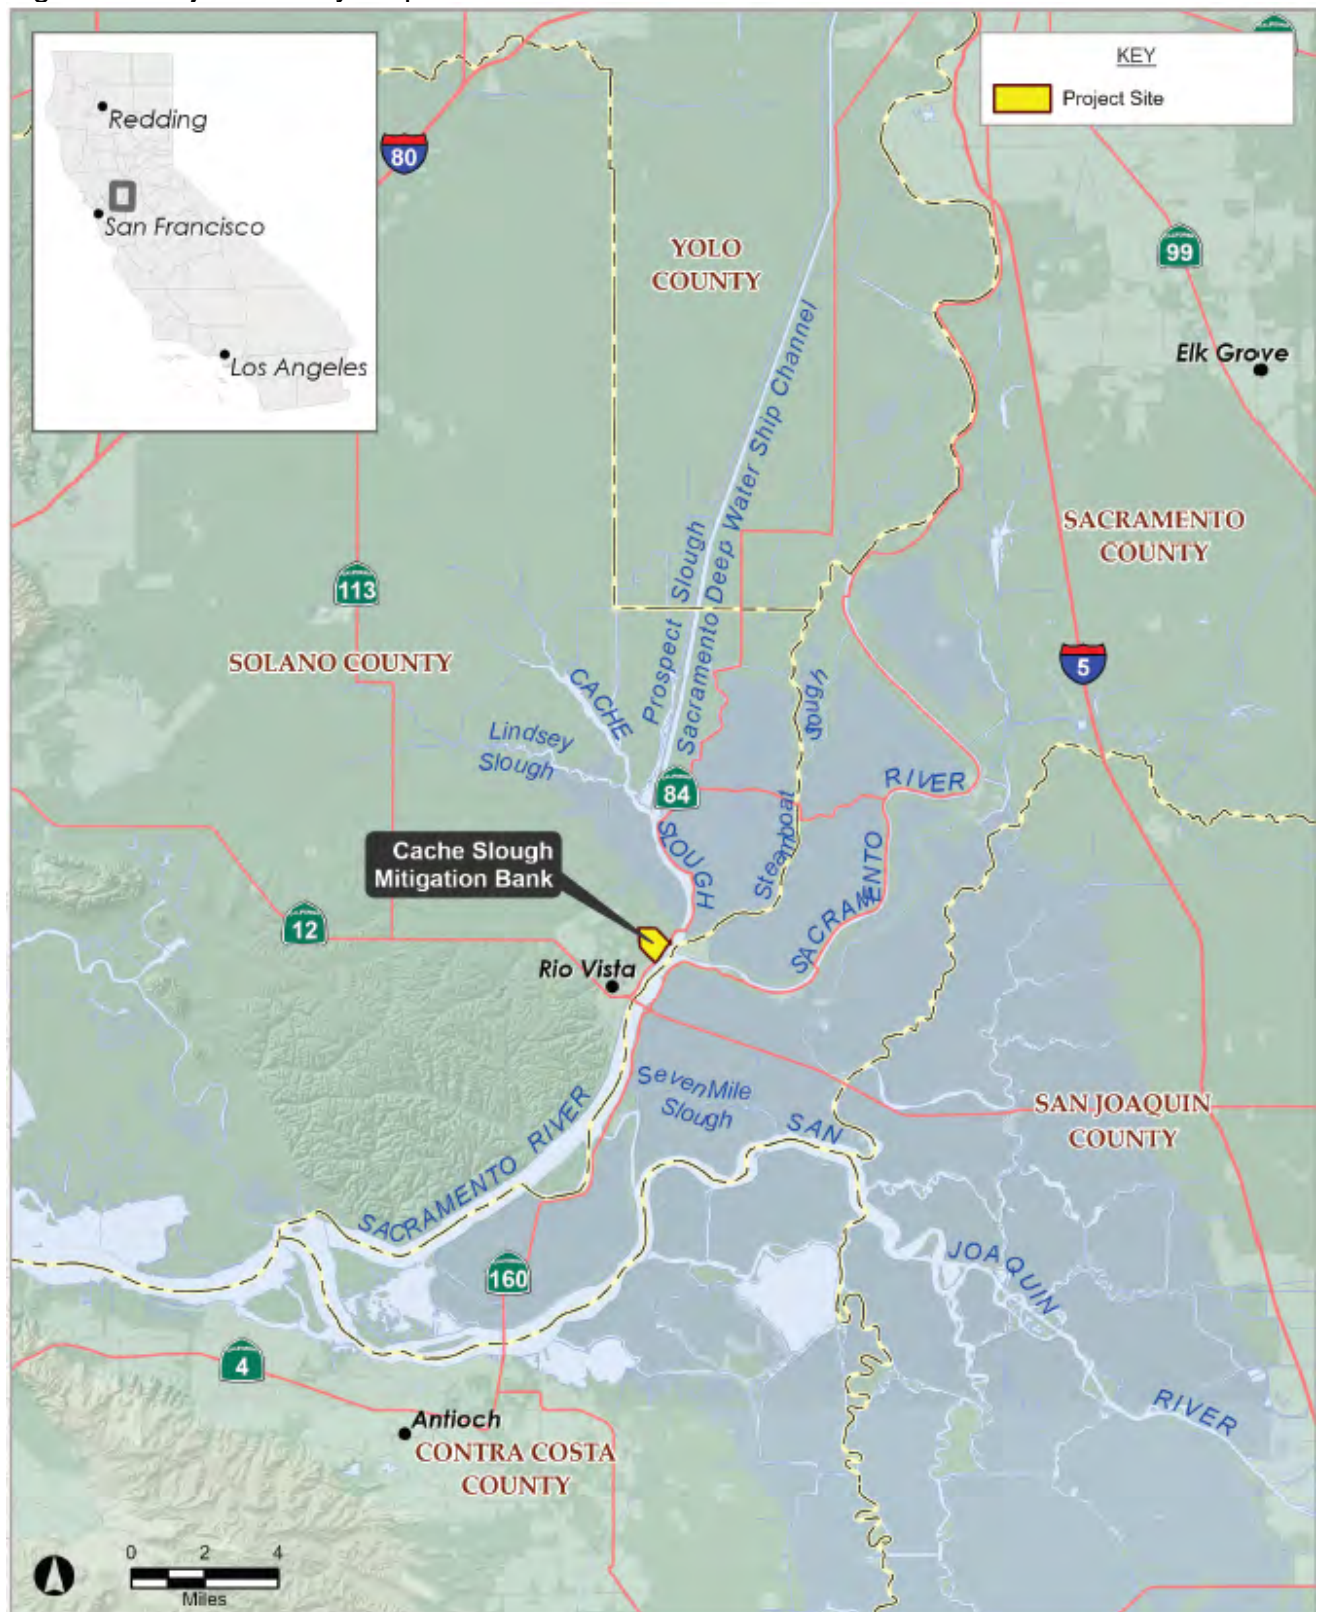 KEY
Project Site
Redding
San Francisco
Los Angeles
80
YOLO
COUNTY
99
Elk Grove
Sacramento Deep Water Ship Channel
Prospect Slough
SACRAMENTO
COUNTY
113
SOLANO COUNTY
5
CACHE
SLOUGH
Lindsey
Slough
84
Steamboat
Slough
SACRAMENTO
RIVER
Cache Slough
Mitigation Bank
12
Rio Vista
SevenMile
Slough
SAN JOAQUIN
COUNTY
SACRAMENTO RIVER
SAN
JOAQUIN
RIVER
160
4
Antioch
CONTRA COSTA
COUNTY
0 2 4
Miles